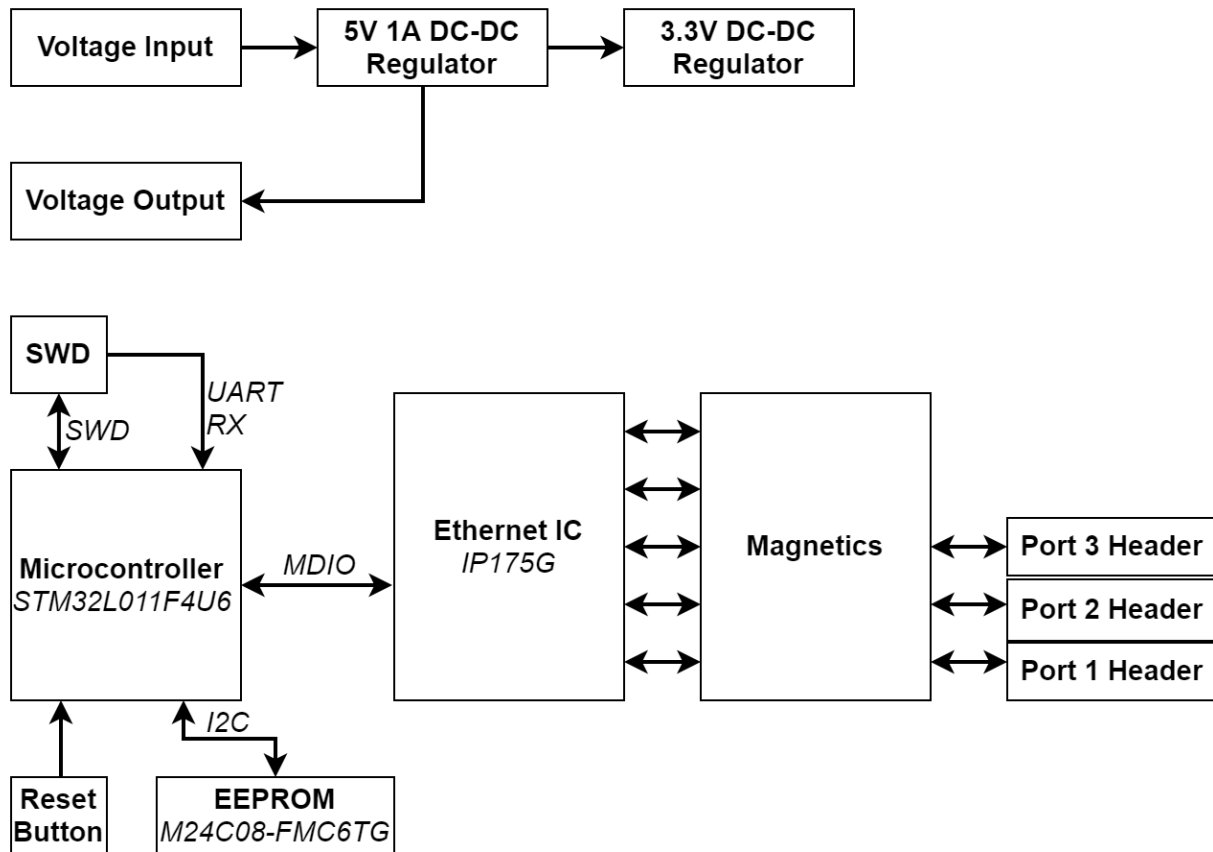 Voltage Input
5V 1A DC-DC
Regulator
3.3V DC-DC
Regulator
Voltage Output
SWD
UART
RX
SWD
Microcontroller
STM32L011F4U6
MDIO
Ethernet IC
IP175G
Magnetics
Port 3 Header
Port 2 Header
Port 1 Header
I2C
Reset
Button
EEPROM
M24C08-FMC6TG